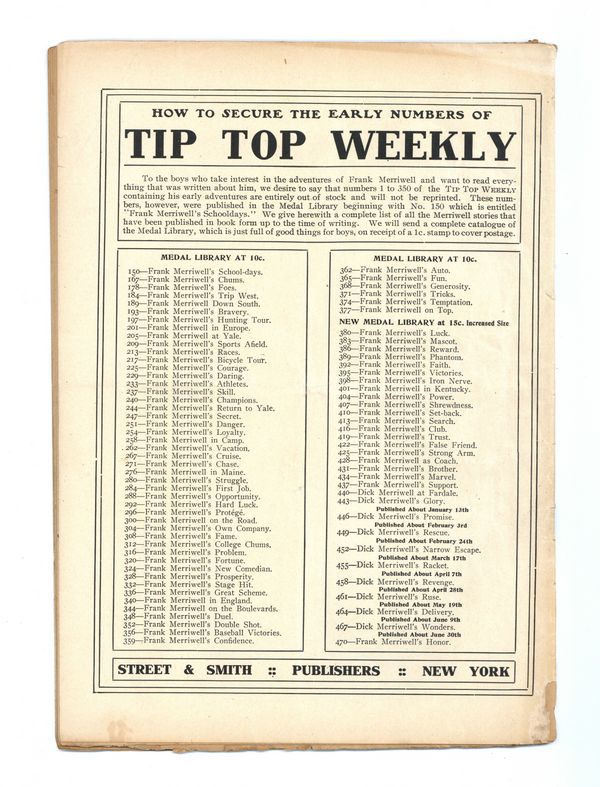 HOW TO SECURE THE EARLY NUMBERS OF
TIP TOP WEEKLY
To the boys who take interest in the adventures of Frank Merriwell and want to read every-
thing that was written about him, we desire to say that numbers 1 to 350 of the TIP TOP WEEKLY
containing his early adventures are entirely out of stock and will not be reprinted. These num-
bers, however, were published in the Medal Library beginning with No. 150 which is entitled
"Frank Merriwell's Schooldays." We give herewith a complete list of all the Merriwell stories that
have been published in book form up to the time of writing. We will send a complete catalogue of
the Medal Library, which is just full of good things for boys, on receipt of a 1c. stamp to cover postage.
MEDAL LIBRARY AT 10c.
150—Frank Merriwell's School-days.
167—Frank Merriwell's Chums.
178—Frank Merriwell's Foes.
184—Frank Merriwell's Trip West.
189—Frank Merriwell Down South.
193—Frank Merriwell's Bravery.
197—Frank Merriwell's Hunting Tour.
201—Frank Merriwell in Europe.
205—Frank Merriwell at Yale.
209—Frank Merriwell's Sports Afield.
213—Frank Merriwell's Races.
217—Frank Merriwell's Bicycle Tour.
225—Frank Merriwell's Courage.
229—Frank Merriwell's Daring.
233—Frank Merriwell's Athletes.
237—Frank Merriwell's Skill.
240—Frank Merriwell's Champions.
244—Frank Merriwell's Return to Yale.
247—Frank Merriwell's Secret.
251—Frank Merriwell's Danger.
254—Frank Merriwell's Loyalty.
258—Frank Merriwell in Camp.
262—Frank Merriwell's Vacation.
267—Frank Merriwell's Cruise.
271—Frank Merriwell's Chase.
276—Frank Merriwell in Maine.
280—Frank Merriwell's Struggle.
284—Frank Merriwell's First Job.
288—Frank Merriwell's Opportunity.
292—Frank Merriwell's Hard Luck.
296—Frank Merriwell's Protégé.
300—Frank Merriwell on the Road.
304—Frank Merriwell's Own Company.
308—Frank Merriwell's Fame.
312—Frank Merriwell's College Chums.
316—Frank Merriwell's Problem.
320—Frank Merriwell's Fortune.
324—Frank Merriwell's New Comedian.
328—Frank Merriwell's Prosperity.
332—Frank Merriwell's Stage Hit.
336—Frank Merriwell's Great Scheme.
340—Frank Merriwell in England.
344—Frank Merriwell on the Boulevards.
348—Frank Merriwell's Duel.
352—Frank Merriwell's Double Shot.
356—Frank Merriwell's Baseball Victories.
359—Frank Merriwell's Confidence.
MEDAL LIBRARY AT 10c.
362—Frank Merriwell's Auto.
365—Frank Merriwell's Fun.
368—Frank Merriwell's Generosity.
371—Frank Merriwell's Tricks.
374—Frank Merriwell's Temptation.
377—Frank Merriwell on Top.
NEW MEDAL LIBRARY at 15c. Increased Size
380—Frank Merriwell's Luck.
383—Frank Merriwell's Mascot.
386—Frank Merriwell's Reward.
389—Frank Merriwell's Phantom.
392—Frank Merriwell's Faith.
395—Frank Merriwell's Victories.
398—Frank Merriwell's Iron Nerve.
401—Frank Merriwell in Kentucky.
404—Frank Merriwell's Power.
407—Frank Merriwell's Shrewdness.
410—Frank Merriwell's Set-back.
413—Frank Merriwell's Search.
416—Frank Merriwell's Club.
419—Frank Merriwell's Trust.
422—Frank Merriwell's False Friend.
425—Frank Merriwell's Strong Arm.
428—Frank Merriwell as Coach.
431—Frank Merriwell's Brother.
434—Frank Merriwell's Marvel.
437—Frank Merriwell's Support.
440—Dick Merriwell at Fardale.
443—Dick Merriwell's Glory.
Published About January 13th
446—Dick Merriwell's Promise.
Published About February 3rd
449—Dick Merriwell's Rescue.
Published About February 24th
452—Dick Merriwell's Narrow Escape.
Published About March 17th
455—Dick Merriwell's Racket.
Published About April 7th
458—Dick Merriwell's Revenge.
Published About April 28th
461—Dick Merriwell's Ruse.
Published About May 19th
464—Dick Merriwell's Delivery.
Published About June 9th
467—Dick Merriwell's Wonders.
Published About June 30th
470—Frank Merriwell's Honor.
STREET & SMITH :: PUBLISHERS :: NEW YORK